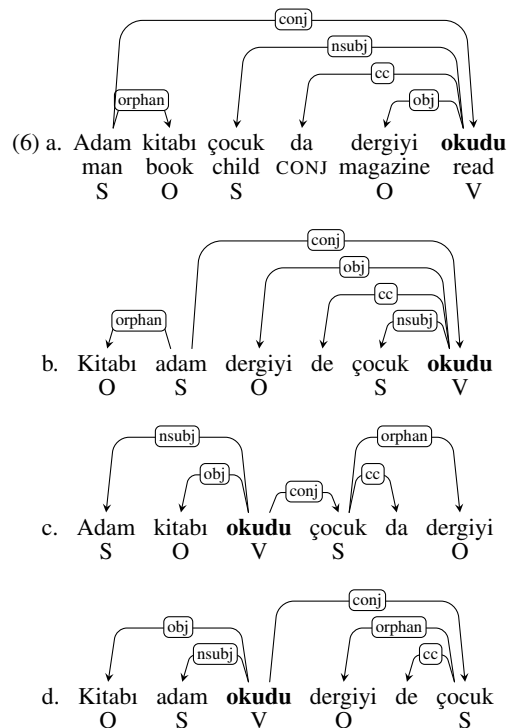 conj
nsubj
cc
orphan obj
(6) a. Adam kitabı çocuk da dergiyi okudu
man book child CONJ magazine read
S O S O V
conj
obj
cc
orphan nsubj
b. Kitabı adam dergiyi de çocuk okudu
O S O S V
nsubj orphan
obj conj cc
c. Adam kitabı okudu çocuk da dergiyi
S O V S O
conj
obj orphan
nsubj cc
d. Kitabı adam okudu dergiyi de çocuk
O S V O S